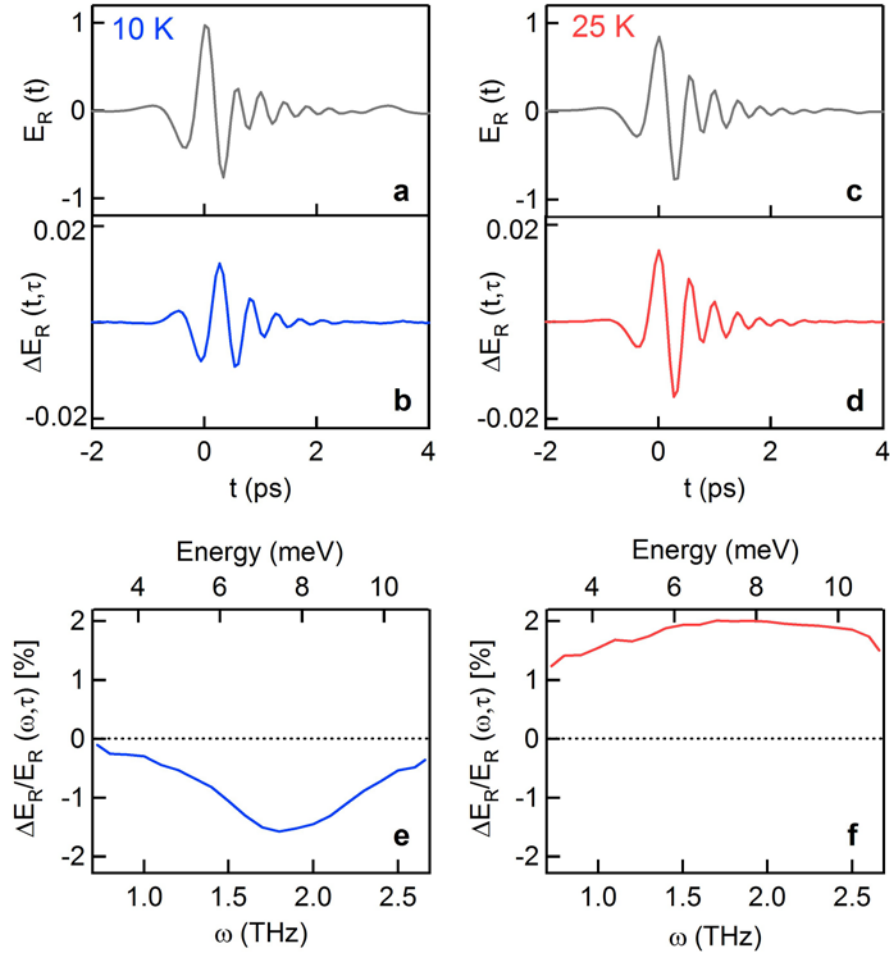 10 K
E_R (t)
1
0
-1
a
ΔE_R (t,τ)
0.02
-0.02
b
-2
0
2
4
t (ps)
25 K
E_R (t)
1
0
-1
c
ΔE_R (t,τ)
0.02
-0.02
d
-2
0
2
4
t (ps)
Energy (meV)
4
6
8
10
ΔE_R/E_R (ω,τ) [%]
2
1
0
-1
-2
e
1.0
1.5
2.0
2.5
ω (THz)
Energy (meV)
4
6
8
10
ΔE_R/E_R (ω,τ) [%]
2
1
0
-1
-2
f
1.0
1.5
2.0
2.5
ω (THz)